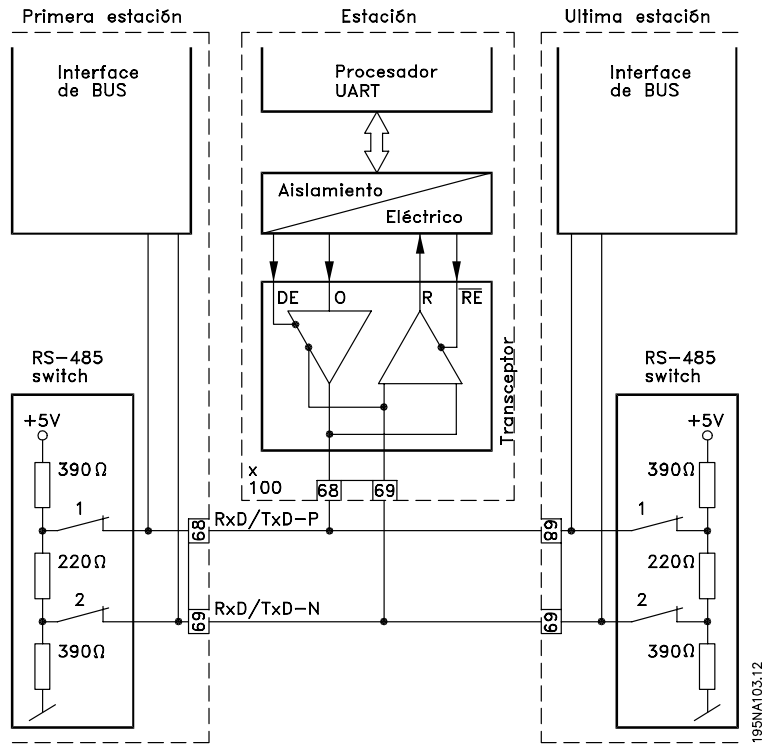 Primera estación
Estación
Ultima estación
Interface
de BUS
Procesador
UART
Interface
de BUS
Aislamiento
Eléctrico
DE
O
R
RE
Transceptor
RS-485
switch
RS-485
switch
+5V
390Ω
1
220Ω
2
390Ω
x
100
68
69
68
RxD/TxD-P
69
RxD/TxD-N
68
69
+5V
390Ω
1
220Ω
2
390Ω
195NA103.12